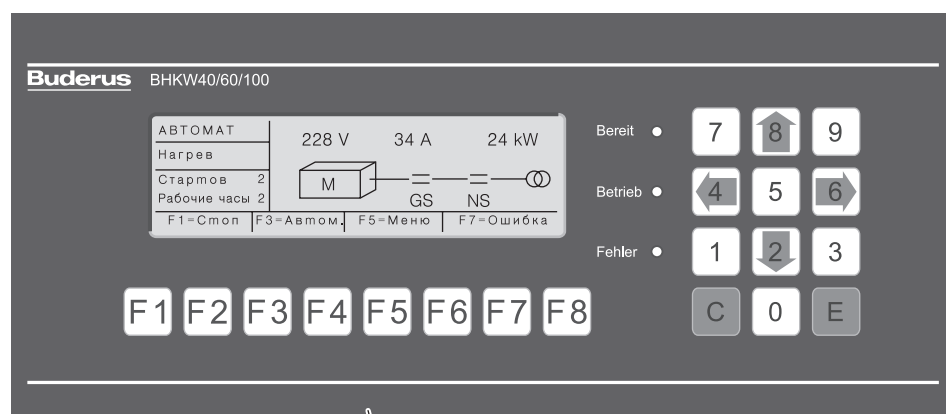 Buderus BHKW40/60/100
АВТОМАТ
Нагрев
Стартов 2
Рабочие часы 2
228 V 34 A 24 kW
M
GS NS
F1=Стоп F3=Автом. F5=Меню F7=Ошибка
Bereit
Betrieb
Fehler
7 8 9
4 5 6
1 2 3
C 0 E
F1 F2 F3 F4 F5 F6 F7 F8